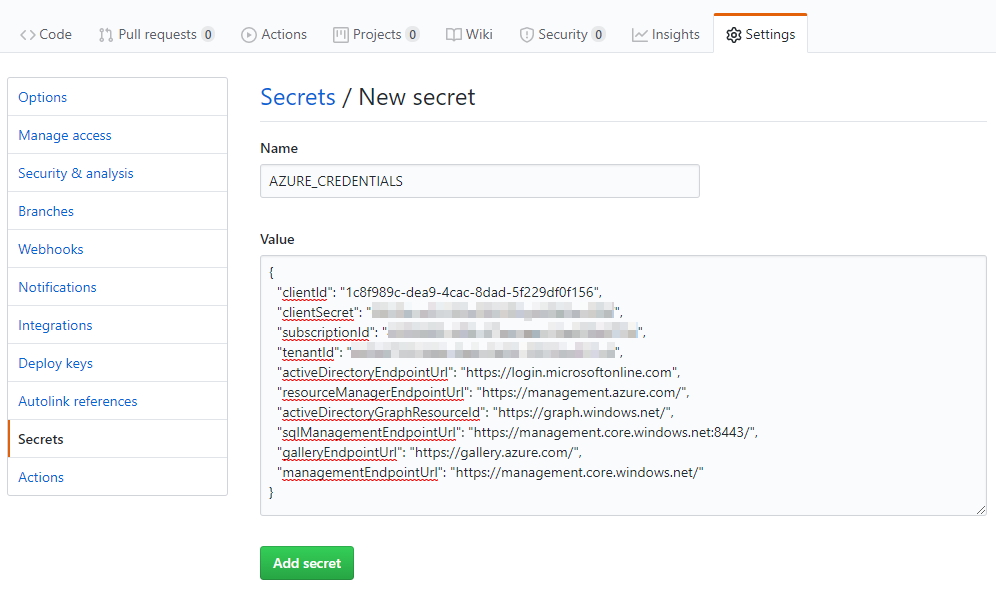 Code Pull requests 0 Actions Projects 0 Wiki Security 0 Insights Settings
Options
Manage access
Security & analysis
Branches
Webhooks
Notifications
Integrations
Deploy keys
Autolink references
Secrets
Actions
Secrets / New secret
Name
AZURE_CREDENTIALS
Value
{
"clientId": "1c8f989c-dea9-4cac-8dad-5f229df0f156",
"clientSecret": "",
"subscriptionId": "",
"tenantId": "",
"activeDirectoryEndpointUrl": "https://login.microsoftonline.com",
"resourceManagerEndpointUrl": "https://management.azure.com/",
"activeDirectoryGraphResourceId": "https://graph.windows.net/",
"sqlManagementEndpointUrl": "https://management.core.windows.net:8443/",
"galleryEndpointUrl": "https://gallery.azure.com/",
"managementEndpointUrl": "https://management.core.windows.net/"
}
Add secret